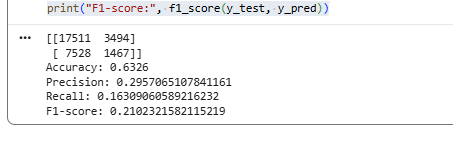 print("F1-score:", f1_score(y_test, y_pred))
[[17511  3494]
 [ 7528  1467]]
Accuracy: 0.6326
Precision: 0.2957065107841161
Recall: 0.16309060589216232
F1-score: 0.2102321582115219